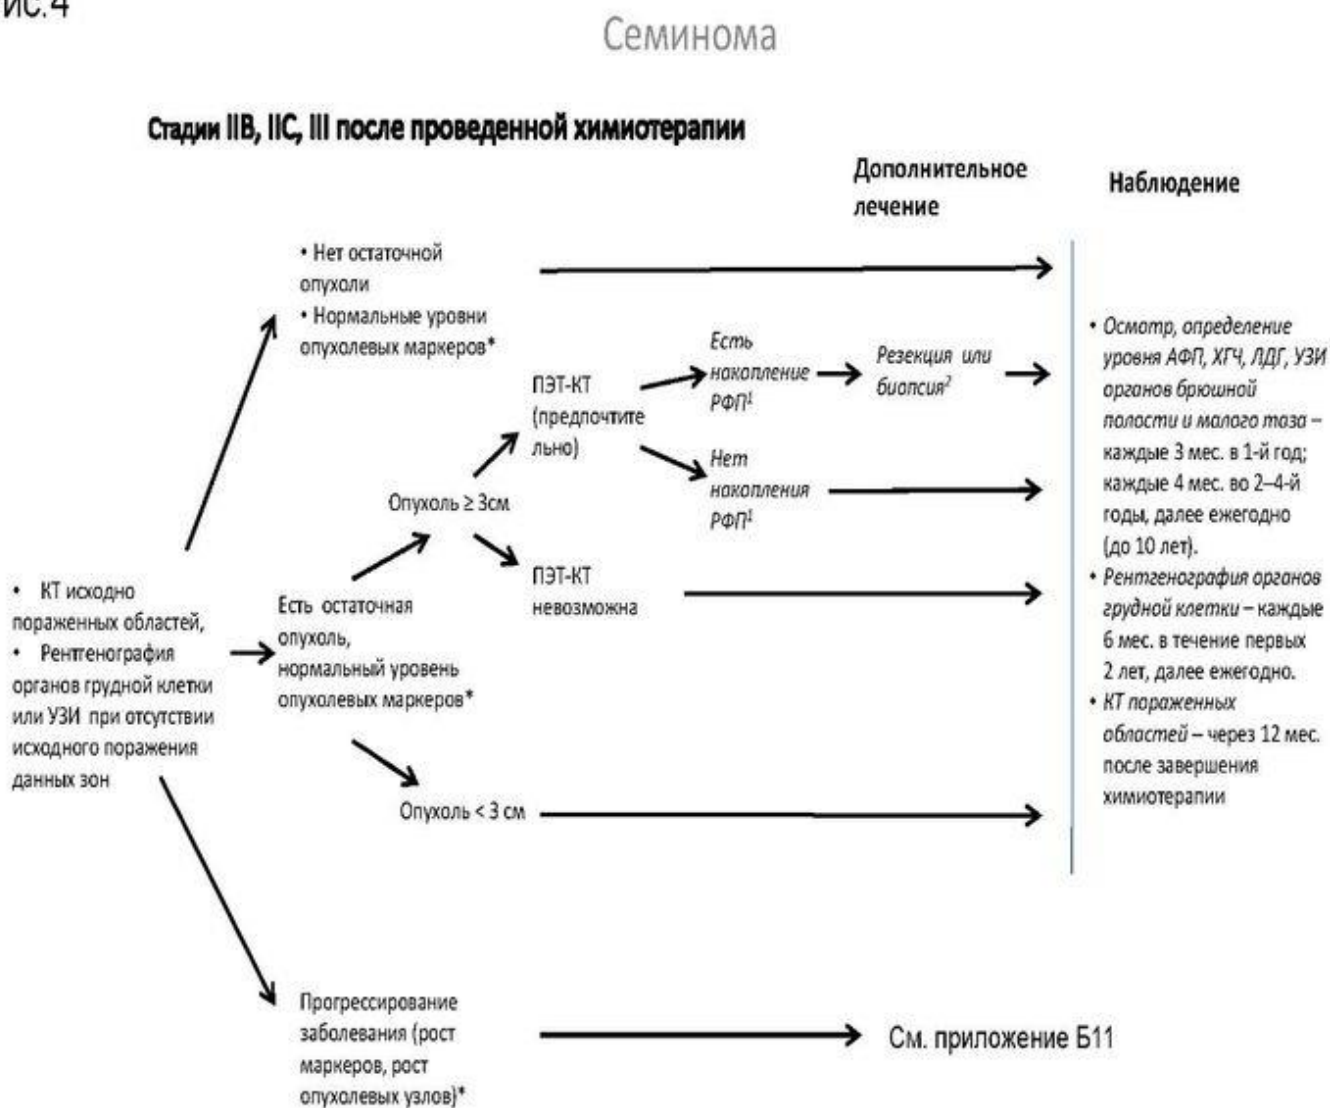 ис.4
Семинома
Стадии IIB, IIC, III после проведенной химиотерапии
Дополнительное
лечение
Наблюдение
• Нет остаточной
опухоли
• Нормальные уровни
опухолевых маркеров*
ПЭТ-КТ
(предпочтите
льно)
Есть
накопление
РФП¹
Резекция или
биопсия²
Нет
накопления
РФП¹
Опухоль ≥ 3см
ПЭТ-КТ
невозможна
• КТ исходно
пораженных областей,
• Рентгенография
органов грудной клетки
или УЗИ при отсутствии
исходного поражения
данных зон
Есть остаточная
опухоль,
нормальный уровень
опухолевых маркеров*
Опухоль < 3 см
• Осмотр, определение
уровня АФП, ХГЧ, ЛДГ, УЗИ
органов брюшной
полости и малого таза –
каждые 3 мес. в 1-й год;
каждые 4 мес. во 2–4-й
годы, далее ежегодно
(до 10 лет).
• Рентгенография органов
грудной клетки – каждые
6 мес. в течение первых
2 лет, далее ежегодно.
• КТ пораженных
областей – через 12 мес.
после завершения
химиотерапии
Прогрессирование
заболевания (рост
маркеров, рост
опухолевых узлов)*
См. приложение Б11